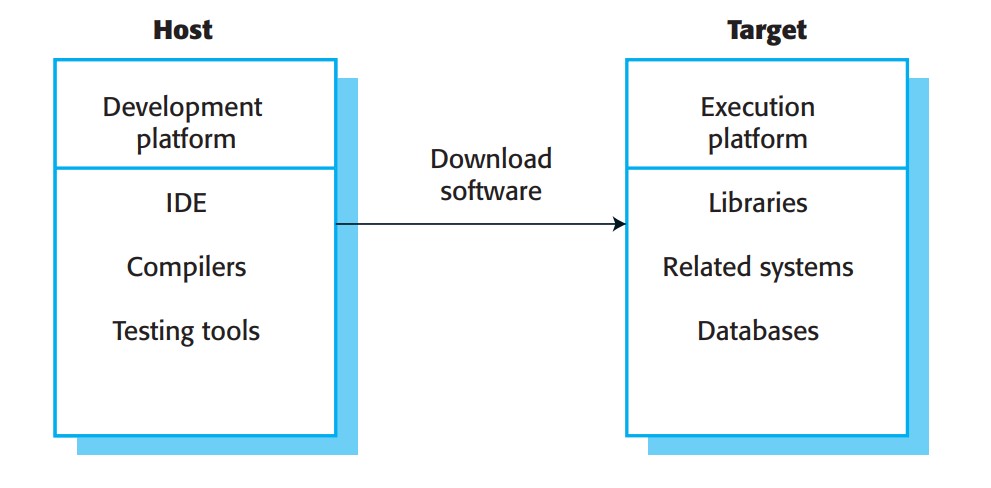 Host
Development
platform
IDE
Compilers
Testing tools
Download
software
Target
Execution
platform
Libraries
Related systems
Databases